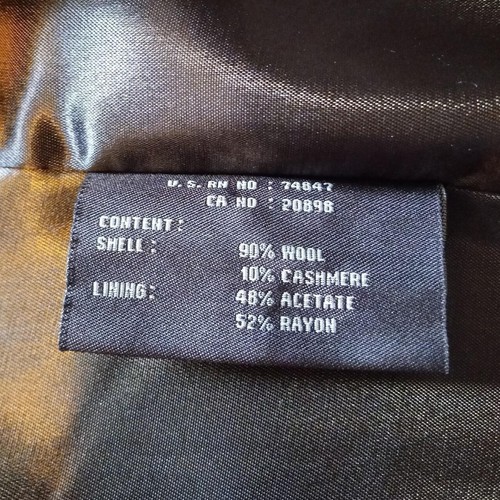 U.S. RN NO : 74847
CA NO : 20898
CONTENT :
SHELL : 90% WOOL
10% CASHMERE
LINING : 48% ACETATE
52% RAYON